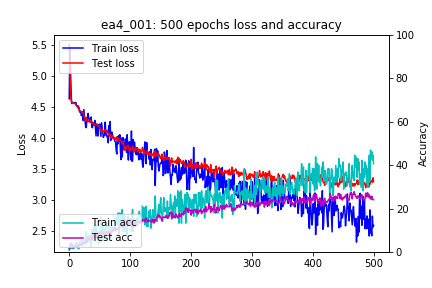 ea4_001: 500 epochs loss and accuracy
Train loss
Test loss
Train acc
Test acc
Loss
5.5
5.0
4.5
4.0
3.5
3.0
2.5
Accuracy
100
80
60
40
20
0
0
100
200
300
400
500